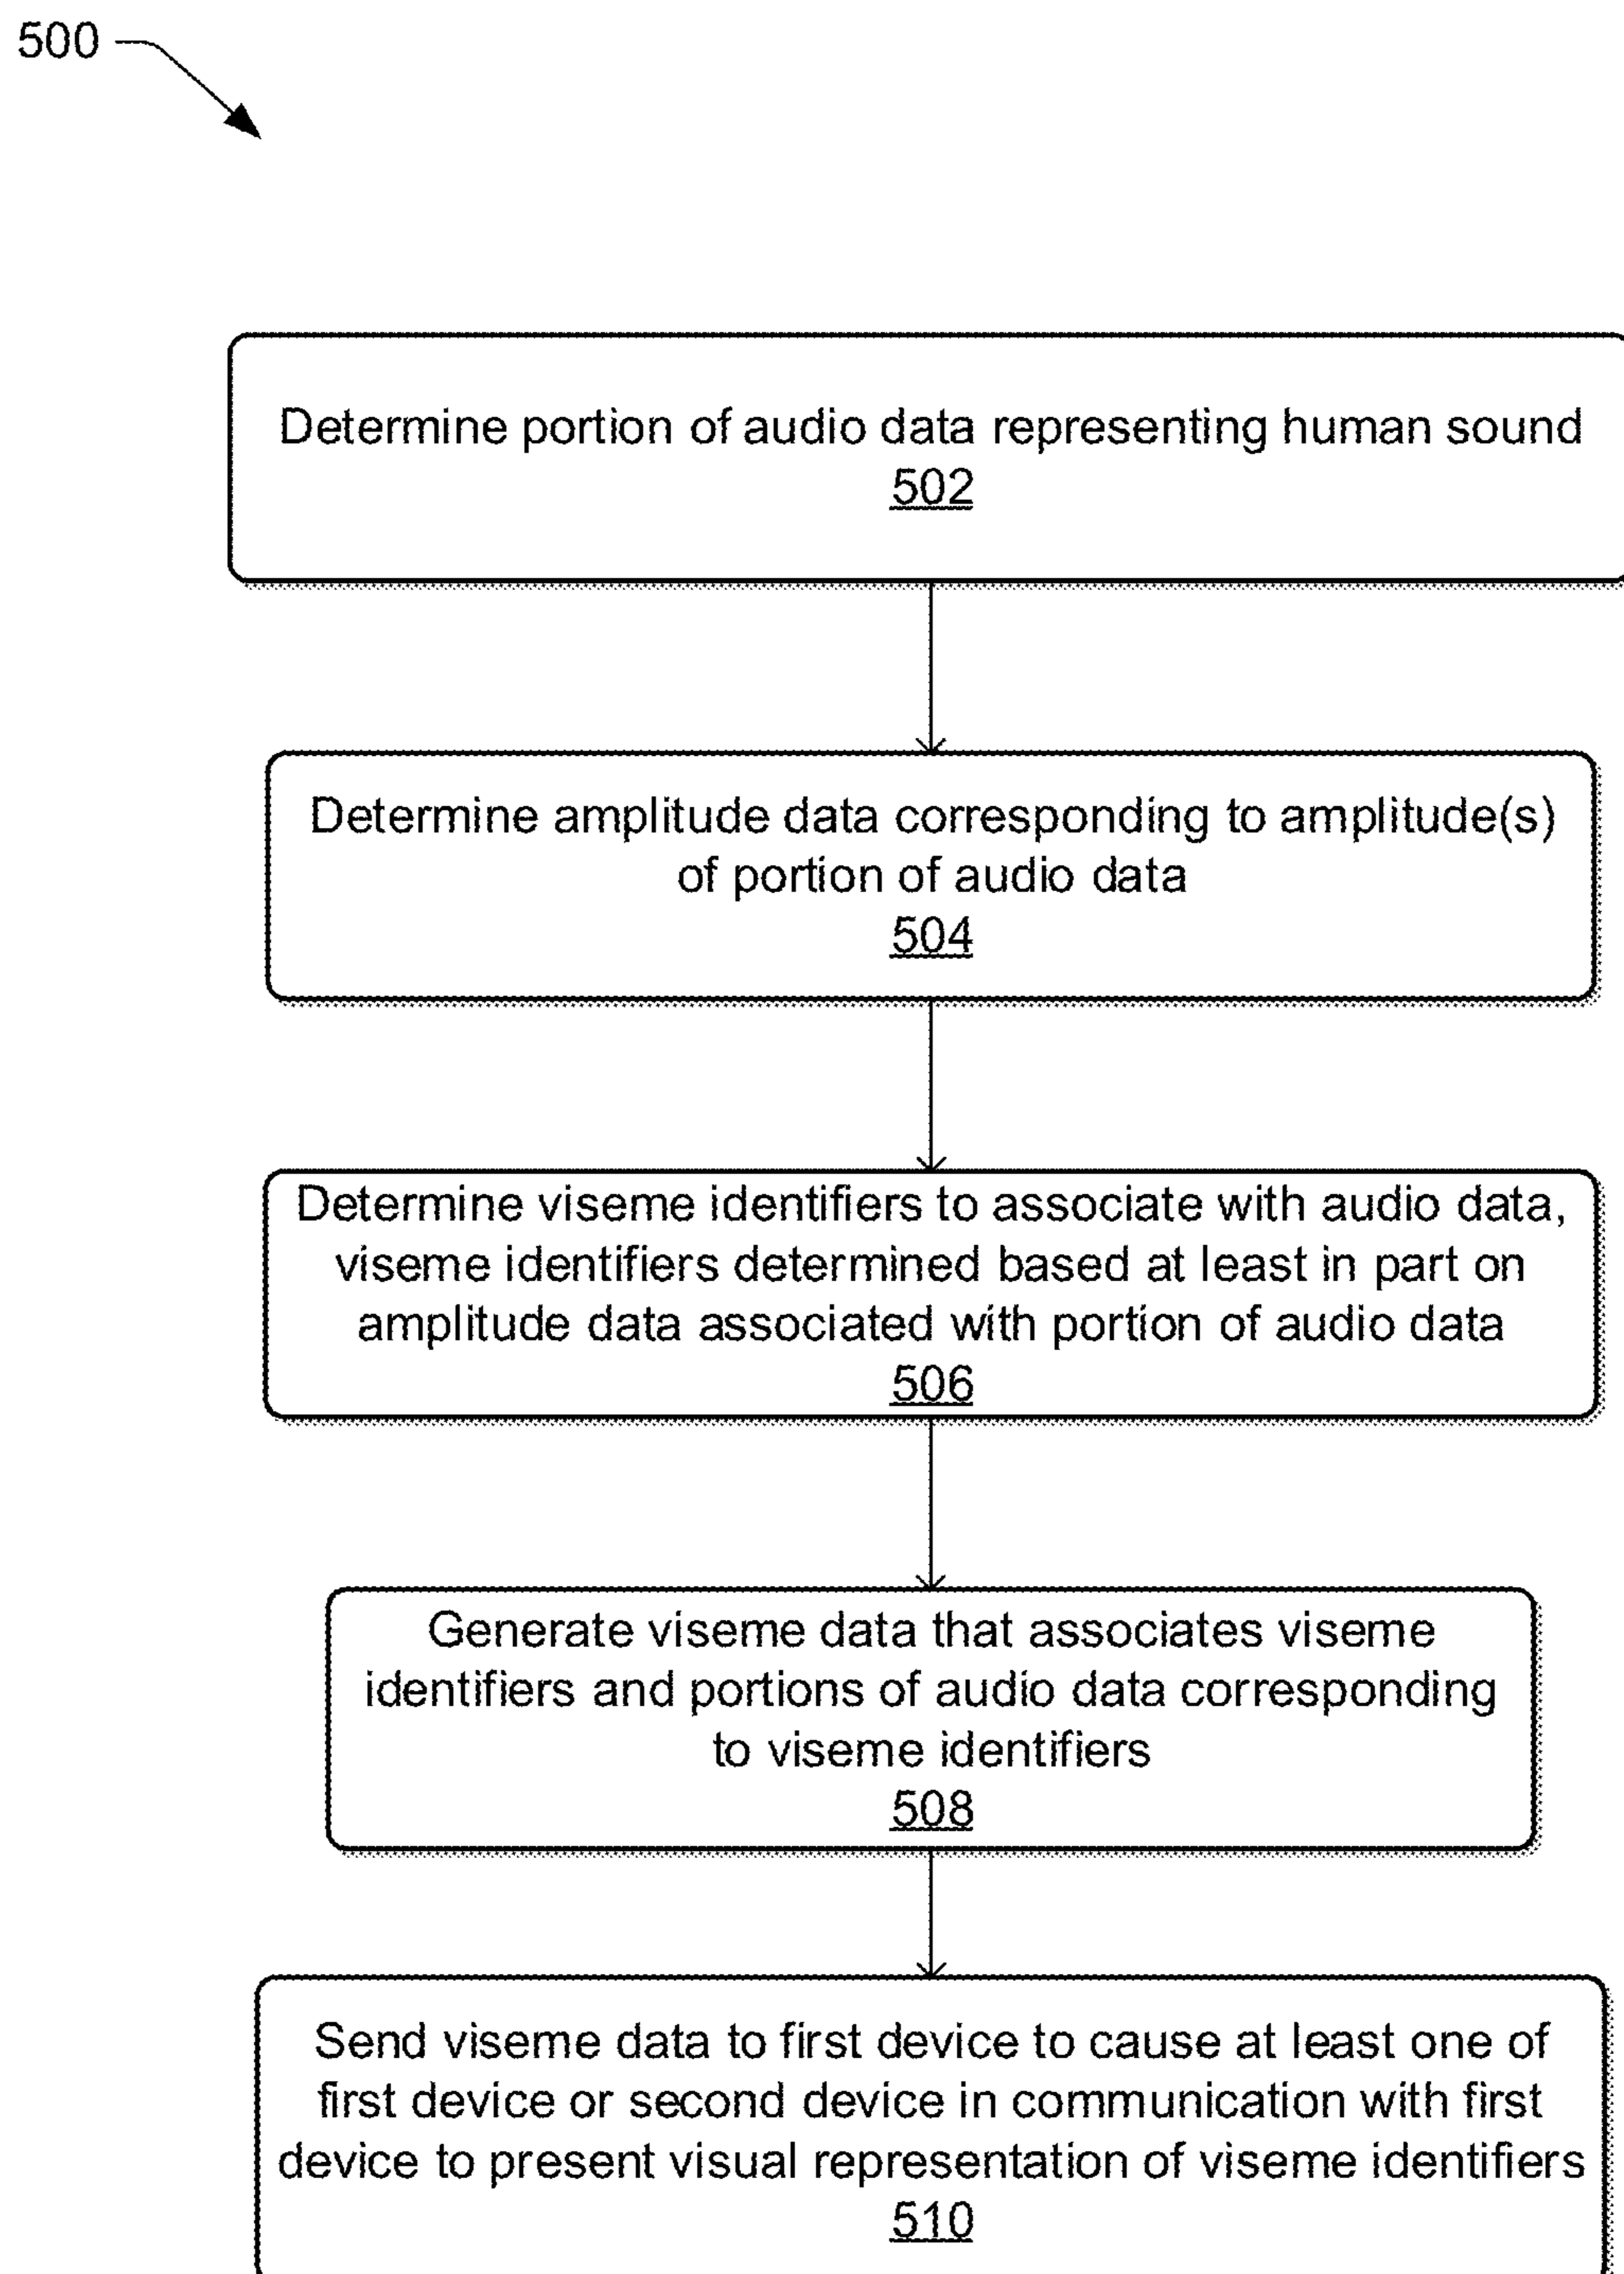 500
Determine portion of audio data representing human sound
502
Determine amplitude data corresponding to amplitude(s)
of portion of audio data
504
Determine viseme identifiers to associate with audio data,
viseme identifiers determined based at least in part on
amplitude data associated with portion of audio data
506
Generate viseme data that associates viseme
identifiers and portions of audio data corresponding
to viseme identifiers
508
Send viseme data to first device to cause at least one of
first device or second device in communication with first
device to present visual representation of viseme identifiers
510